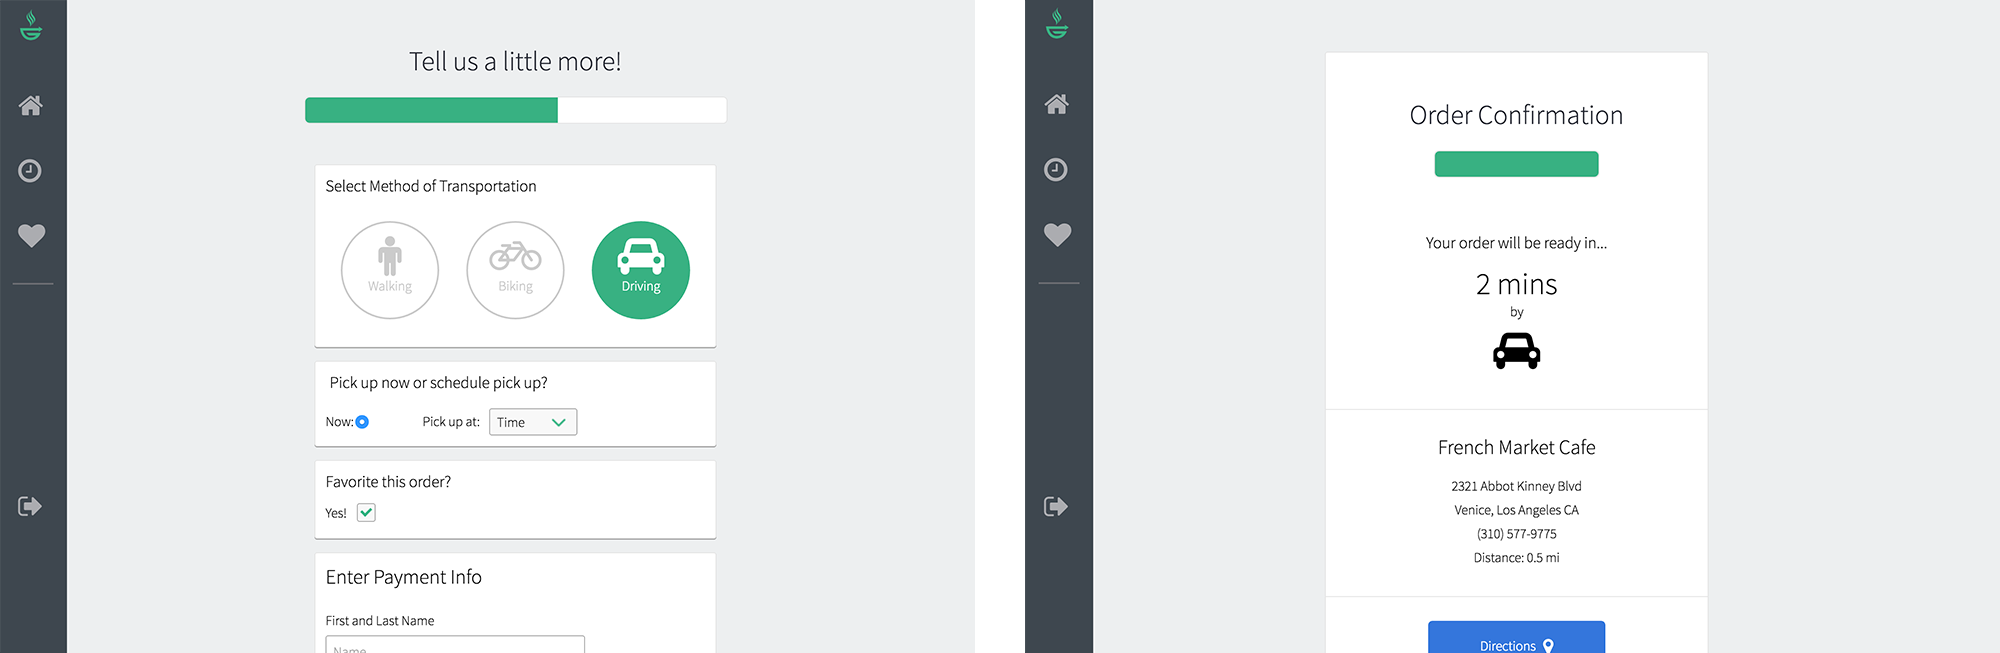 Tell us a little more!
Select Method of Transportation
Walking
Biking
Driving
Pick up now or schedule pick up?
Now:
Pick up at:
Time
Favorite this order?
Yes!
Enter Payment Info
First and Last Name
Name
Order Confirmation
Your order will be ready in...
2 mins
by
French Market Cafe
2321 Abbot Kinney Blvd
Venice, Los Angeles CA
(310) 577-9775
Distance: 0.5 mi
Directions